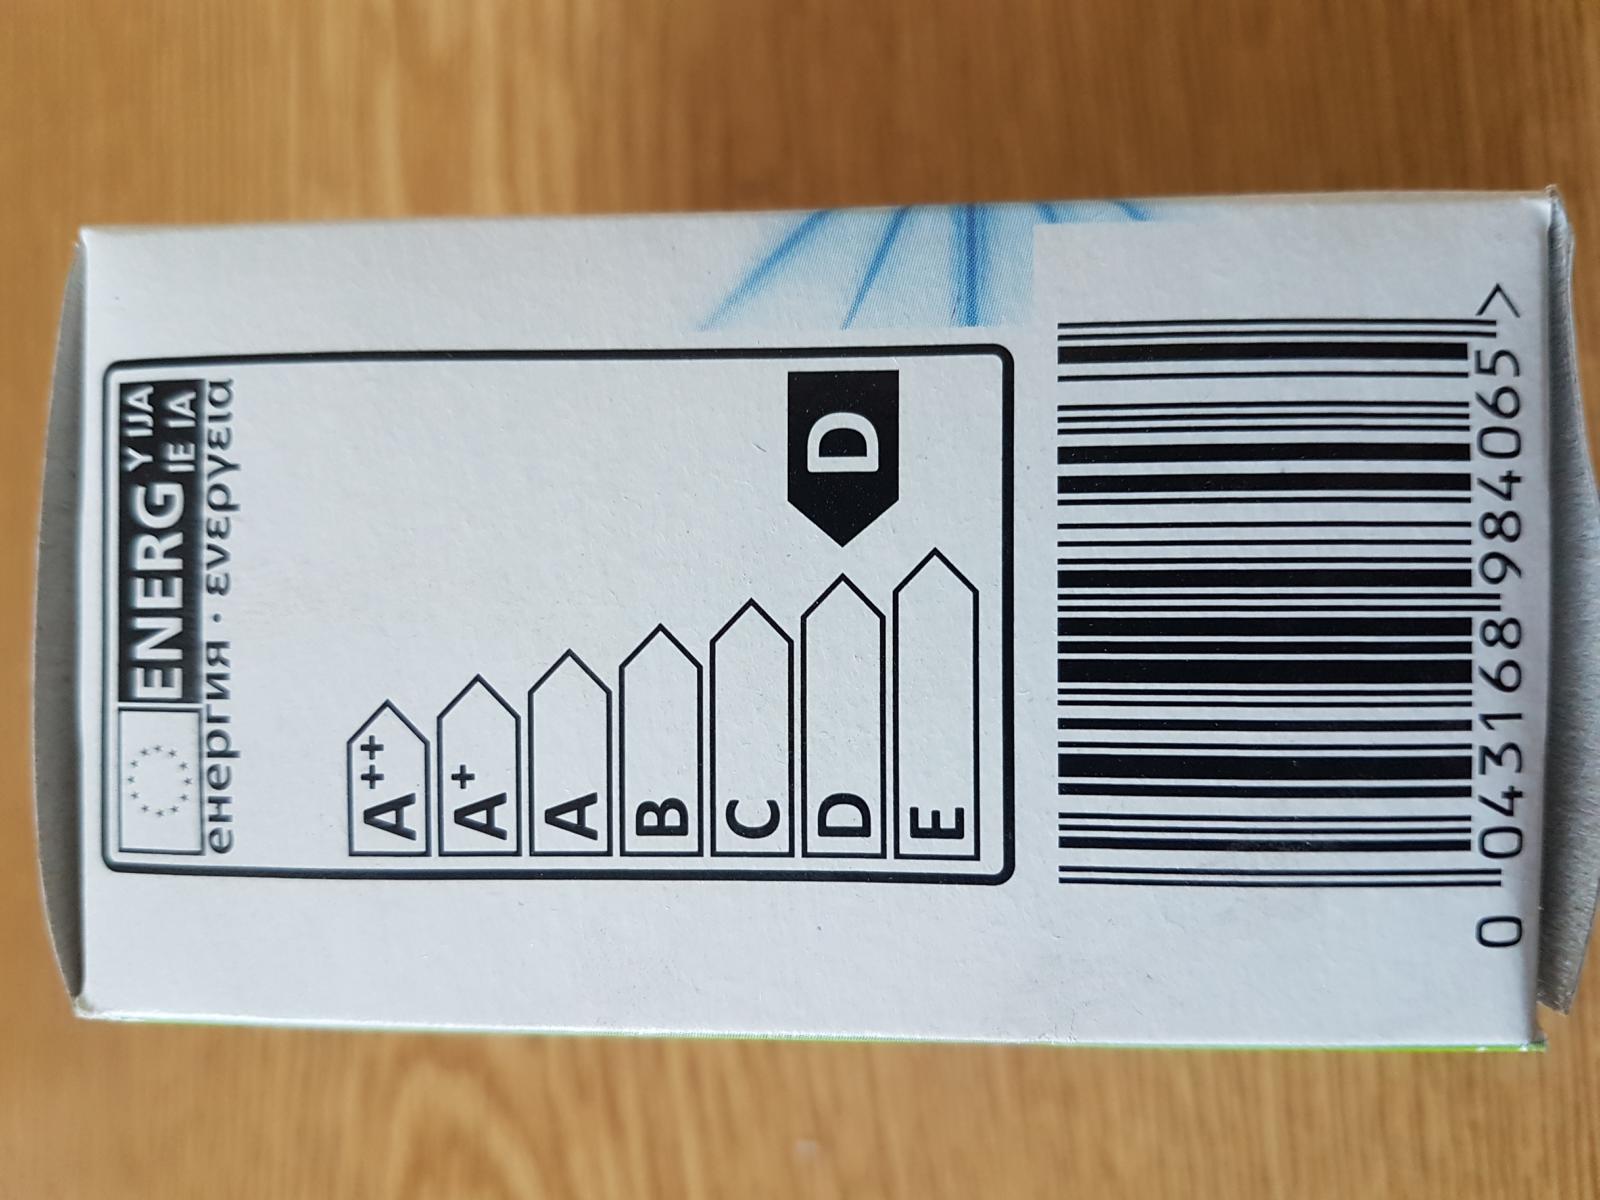 ENERG Y IJA
IE IA
енергия · ενεργεια
A++
A+
A
B
C
D
D
E
0 043168 984065 >